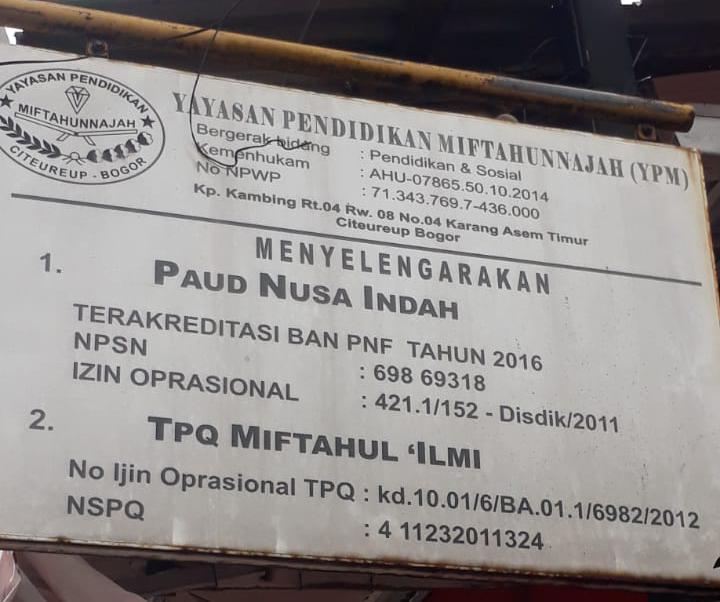 YAYASAN PENDIDIKAN
MIFTAHUNNAJAH
CITEUREUP - BOGOR
YAYASAN PENDIDIKAN MIFTAHUNNAJAH (YPM)
Bergerak bidang : Pendidikan & Sosial
Kemenhukam : AHU-07865.50.10.2014
No NPWP : 71.343.769.7-436.000
Kp. Kambing Rt.04 Rw. 08 No.04 Karang Asem Timur
Citeureup Bogor
MENYELENGARAKAN
1. PAUD NUSA INDAH
TERAKREDITASI BAN PNF TAHUN 2016
NPSN : 698 69318
IZIN OPRASIONAL : 421.1/152 - Disdik/2011
2. TPQ MIFTAHUL ‘ILMI
No Ijin Oprasional TPQ : kd.10.01/6/BA.01.1/6982/2012
NSPQ : 4 11232011324